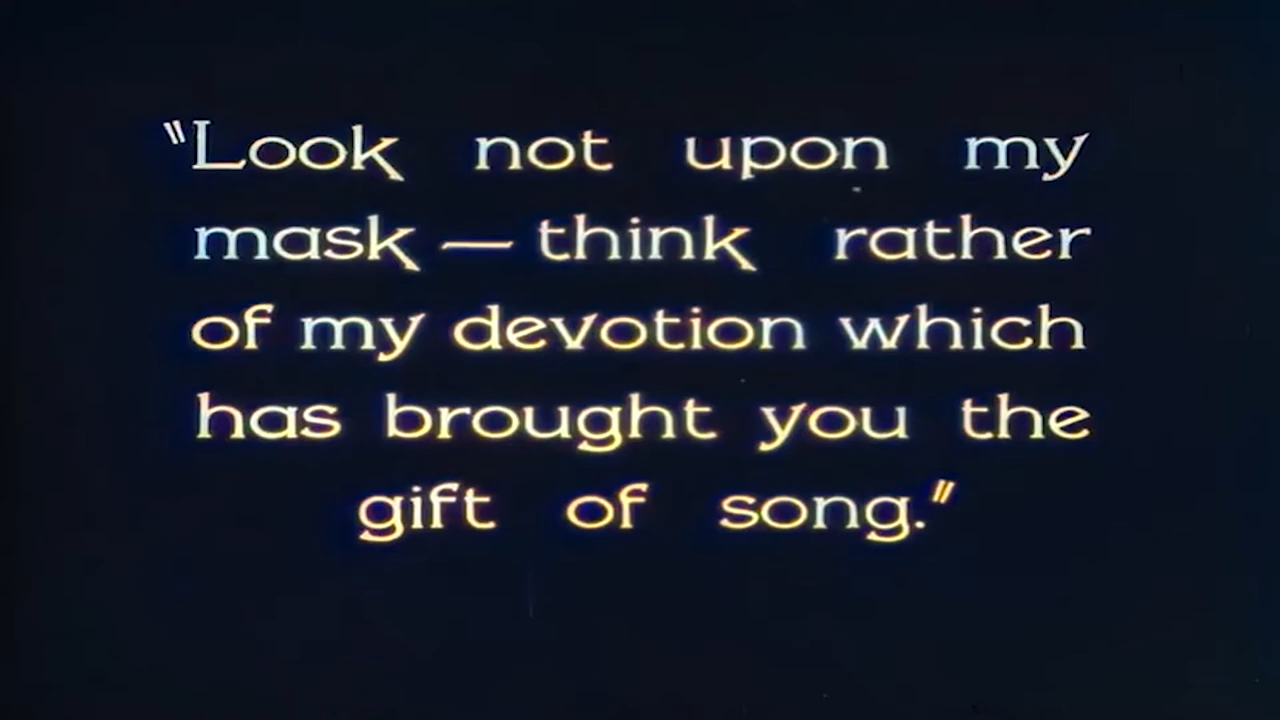 "Look not upon my
mask — think rather
of my devotion which
has brought you the
gift of song."